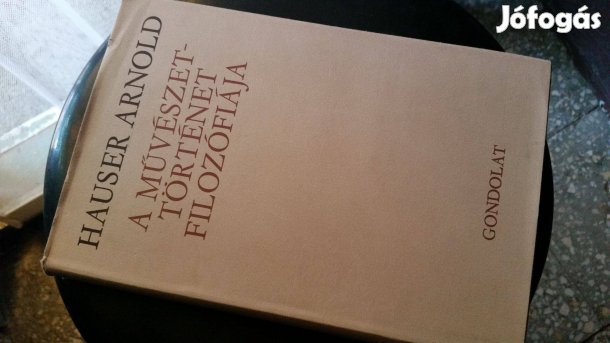 Jófogás
HAUSER ARNOLD
A MŰVÉSZET-
TÖRTÉNET
FILOZÓFIÁJA
GONDOLAT